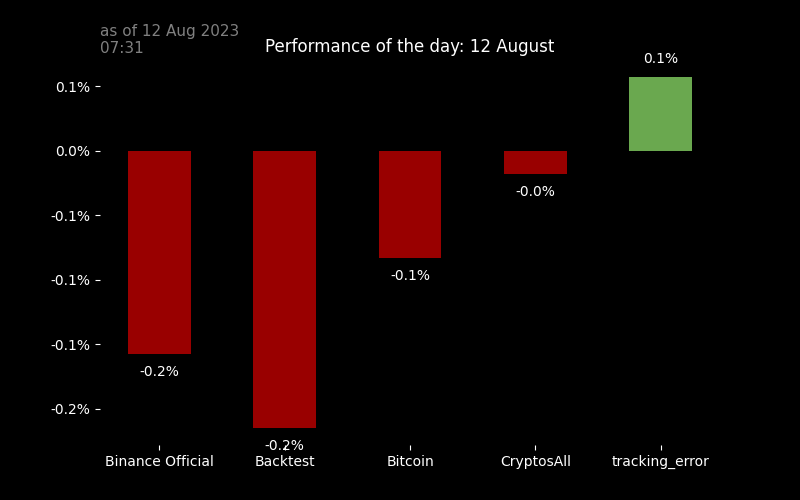 as of 12 Aug 2023
07:31
Performance of the day: 12 August
0.1%
0.1%
0.0%
-0.1%
-0.1%
-0.1%
-0.2%
-0.2%
-0.2%
-0.1%
-0.0%
Binance Official
Backtest
Bitcoin
CryptosAll
tracking_error